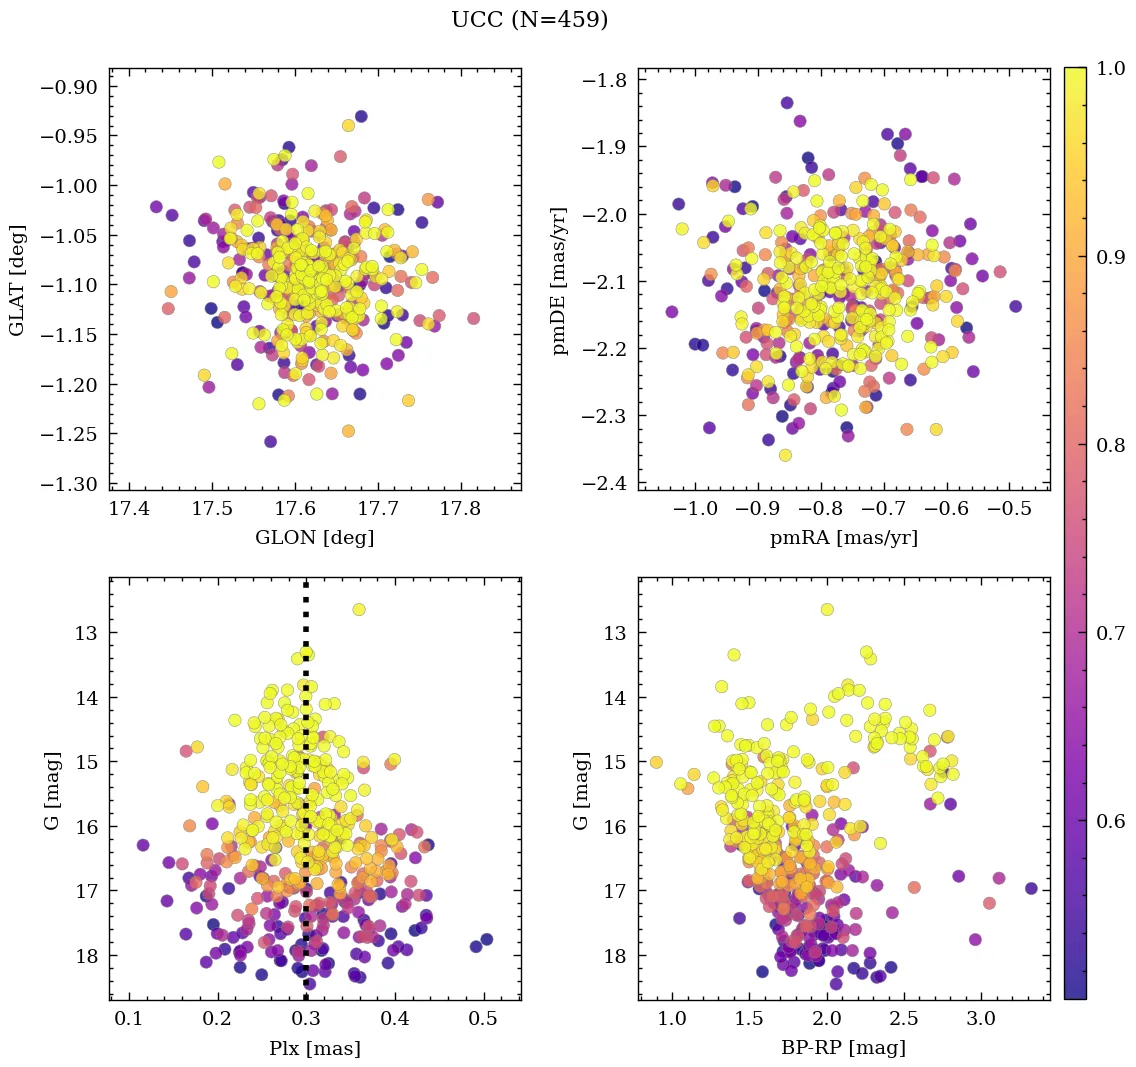 UCC (N=459)
−0.90
−0.95
−1.00
−1.05
−1.10
−1.15
−1.20
−1.25
−1.30
GLAT [deg]
17.4 17.5 17.6 17.7 17.8
GLON [deg]
−1.8
−1.9
−2.0
−2.1
−2.2
−2.3
−2.4
pmDE [mas/yr]
−1.0 −0.9 −0.8 −0.7 −0.6 −0.5
pmRA [mas/yr]
13
14
15
16
17
18
G [mag]
0.1 0.2 0.3 0.4 0.5
Plx [mas]
13
14
15
16
17
18
G [mag]
1.0 1.5 2.0 2.5 3.0
BP-RP [mag]
1.0
0.9
0.8
0.7
0.6